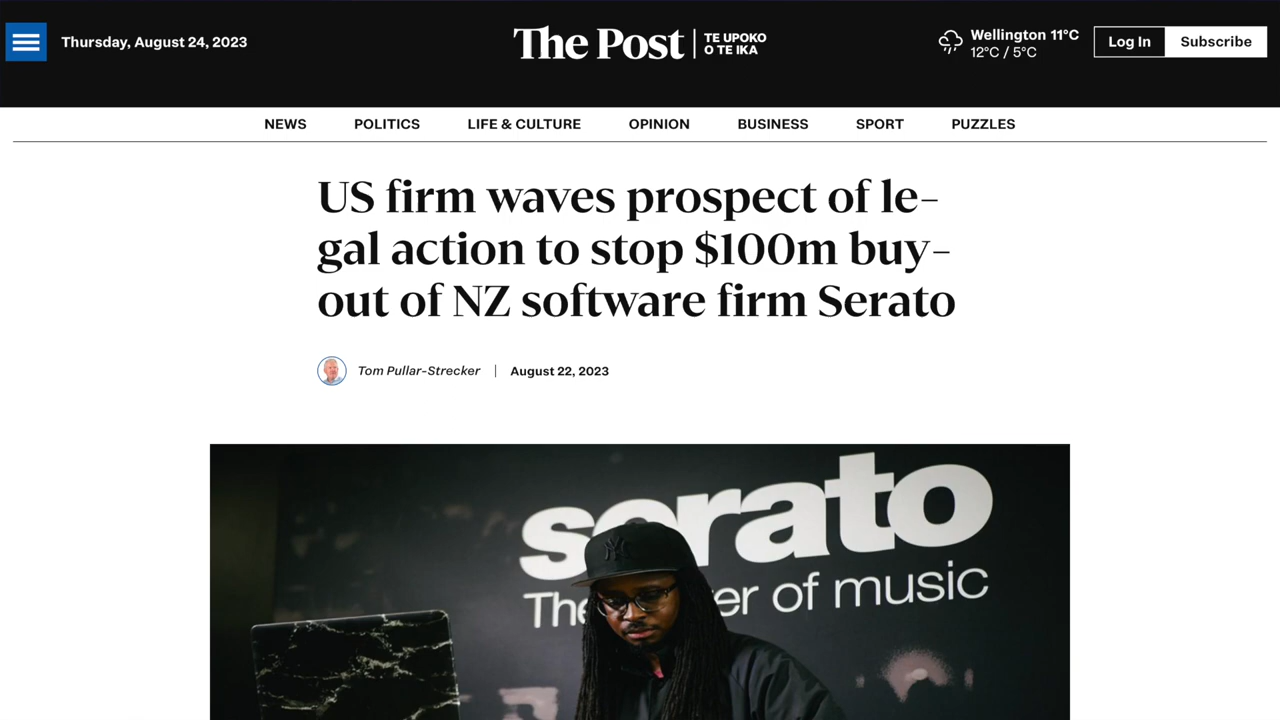 Thursday, August 24, 2023
The Post
TE UPOKO
O TE IKA
Wellington 11°C
12°C / 5°C
Log In
Subscribe
NEWS
POLITICS
LIFE & CULTURE
OPINION
BUSINESS
SPORT
PUZZLES
US firm waves prospect of le-
gal action to stop $100m buy-
out of NZ software firm Serato
Tom Pullar-Strecker | August 22, 2023
serato
The er of music
NY